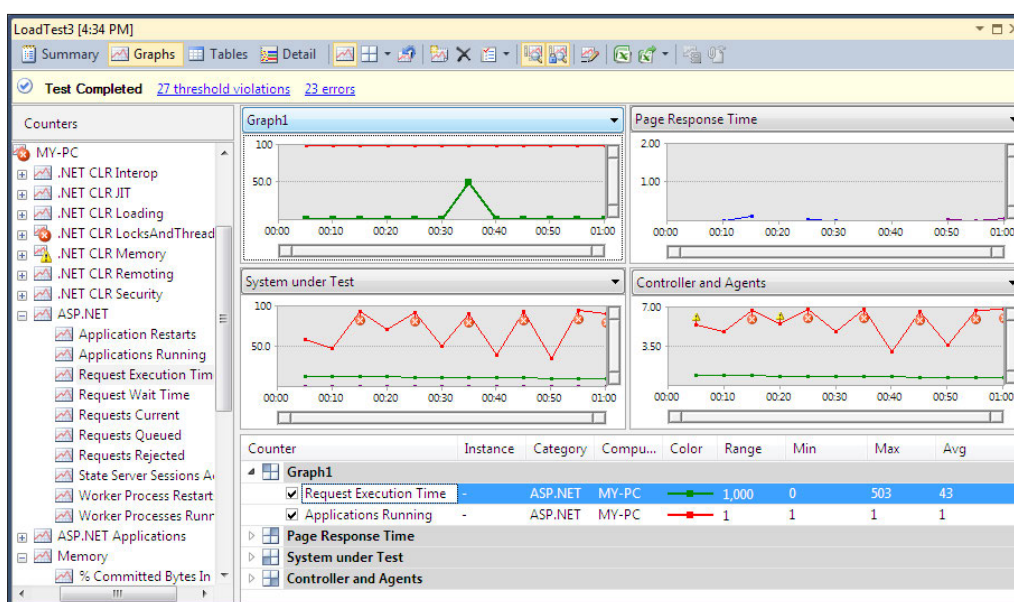 LoadTest3 [4:34 PM]
Summary Graphs Tables Detail
Test Completed 27 threshold violations 23 errors
Counters
MY-PC
.NET CLR Interop
.NET CLR JIT
.NET CLR Loading
.NET CLR LocksAndThread
.NET CLR Memory
.NET CLR Remoting
.NET CLR Security
ASP.NET
Application Restarts
Applications Running
Request Execution Tim
Request Wait Time
Requests Current
Requests Queued
Requests Rejected
State Server Sessions A
Worker Process Restart
Worker Processes Runr
ASP.NET Applications
Memory
% Committed Bytes In
Graph1
100
50.0
00:00 00:10 00:20 00:30 00:40 00:50 01:00
Page Response Time
2.00
1.00
00:00 00:10 00:20 00:30 00:40 00:50 01:00
System under Test
100
50.0
00:00 00:10 00:20 00:30 00:40 00:50 01:00
Controller and Agents
7.00
3.50
00:00 00:10 00:20 00:30 00:40 00:50 01:00
Counter Instance Category Compu... Color Range Min Max Avg
Graph1
Request Execution Time - ASP.NET MY-PC 1,000 0 503 43
Applications Running - ASP.NET MY-PC 1 1 1 1
Page Response Time
System under Test
Controller and Agents